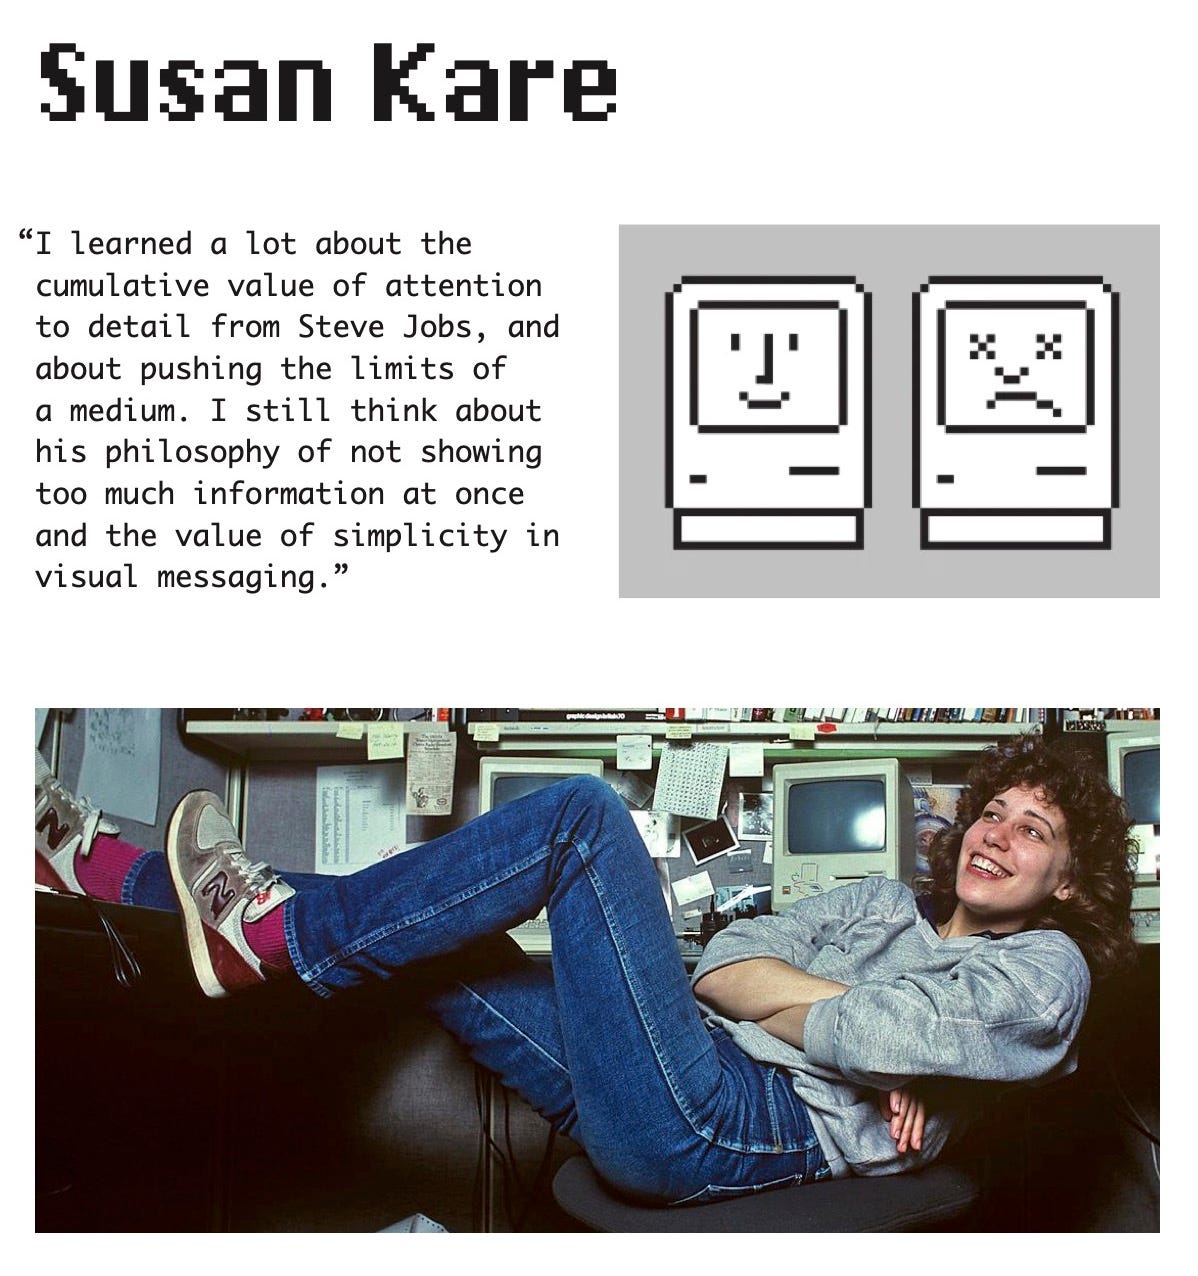 Susan Kare
“I learned a lot about the
cumulative value of attention
to detail from Steve Jobs, and
about pushing the limits of
a medium. I still think about
his philosophy of not showing
too much information at once
and the value of simplicity in
visual messaging.”
N
N